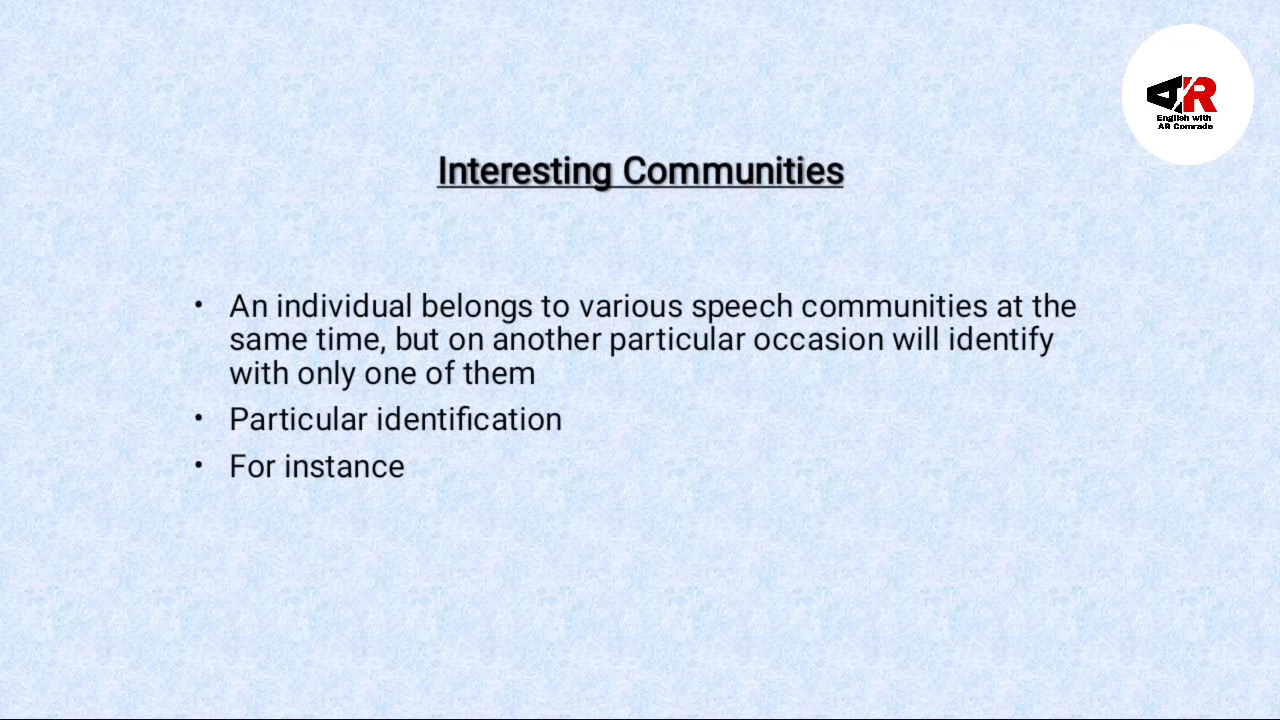 AR
English with
AR Comrade
Interesting Communities
• An individual belongs to various speech communities at the
same time, but on another particular occasion will identify
with only one of them
• Particular identification
• For instance